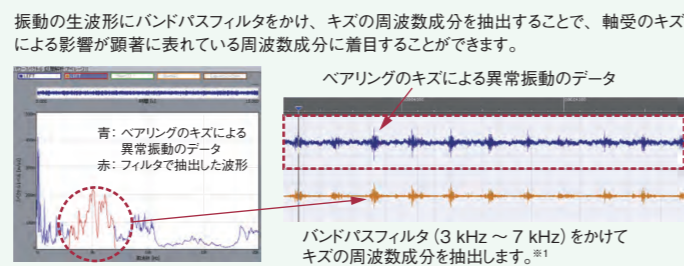 振動の生波形にバンドパスフィルタをかけ、キズの周波数成分を抽出することで、軸受のキズ
による影響が顕著に表れている周波数成分に着目することができます。
ベアリングのキズによる異常振動のデータ
青：ベアリングのキズによる
異常振動のデータ
赤：フィルタで抽出した波形
バンドパスフィルタ（3 kHz ～ 7 kHz）をかけて
キズの周波数成分を抽出します。※1